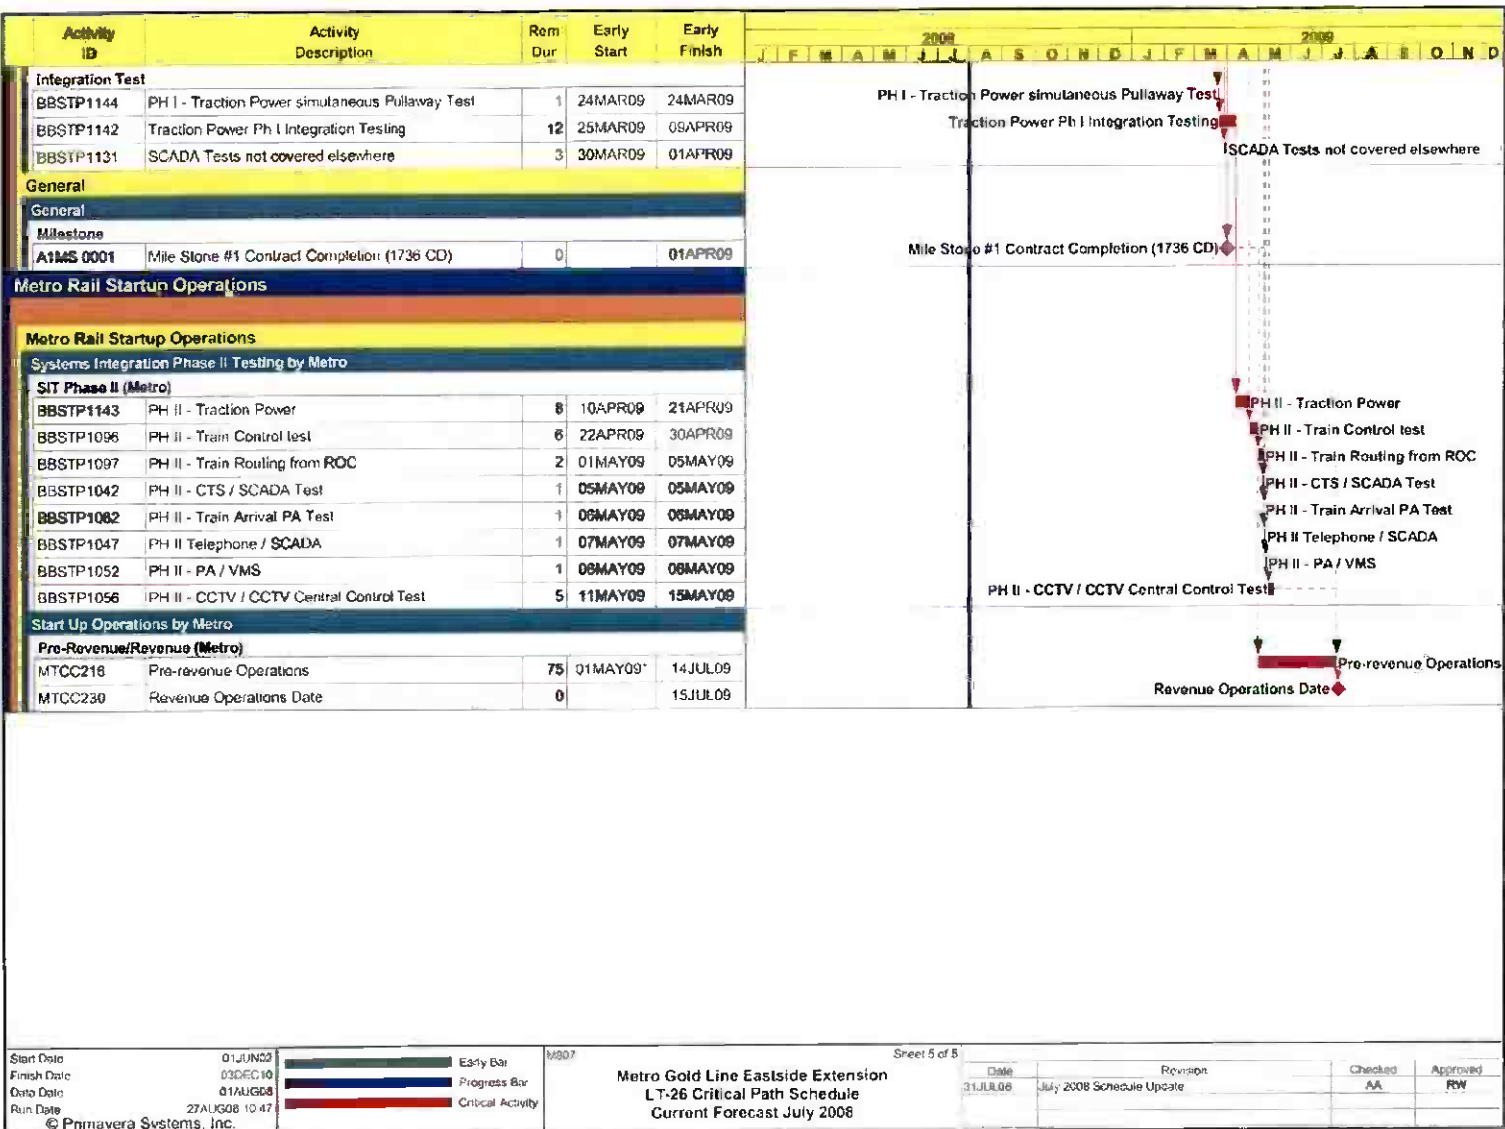 Activity ID Activity Description Rem Dur Early Start Early Finish
2008 2009
J F M A M J J A S O N D J F M A M J J A S O N D
Integration Test
BBSTP1144 PH I - Traction Power simultaneous Pullaway Test 1 24MAR09 24MAR09
PH I - Traction Power simultaneous Pullaway Test
BBSTP1142 Traction Power Ph I Integration Testing 12 25MAR09 09APR09
Traction Power Ph I Integration Testing
BBSTP1131 SCADA Tests not covered elsewhere 3 30MAR09 01APR09
SCADA Tests not covered elsewhere
General
General
Milestone
A1MS 0001 Mile Stone #1 Contract Completion (1736 CD) 0 01APR09
Mile Stone #1 Contract Completion (1736 CD)
Metro Rail Startup Operations
Metro Rail Startup Operations
Systems Integration Phase II Testing by Metro
SIT Phase II (Metro)
BBSTP1143 PH II - Traction Power 8 10APR09 21APR09
PH II - Traction Power
BBSTP1096 PH II - Train Control test 6 22APR09 30APR09
PH II - Train Control test
BBSTP1097 PH II - Train Routing from ROC 2 01MAY09 05MAY09
PH II - Train Routing from ROC
BBSTP1042 PH II - CTS / SCADA Test 1 05MAY09 05MAY09
PH II - CTS / SCADA Test
BBSTP1062 PH II - Train Arrival PA Test 1 06MAY09 06MAY09
PH II - Train Arrival PA Test
BBSTP1047 PH II Telephone / SCADA 1 07MAY09 07MAY09
PH II Telephone / SCADA
BBSTP1052 PH II - PA / VMS 1 08MAY09 08MAY09
PH II - PA / VMS
BBSTP1056 PH II - CCTV / CCTV Central Control Test 5 11MAY09 15MAY09
PH II - CCTV / CCTV Central Control Test
Start Up Operations by Metro
Pre-Revenue/Revenue (Metro)
MTCC216 Pre-revenue Operations 75 01MAY09* 14JUL09
Pre-revenue Operations
MTCC230 Revenue Operations Date 0 15JUL09
Revenue Operations Date
Start Date 01JUN02
Finish Date 03DEC10
Data Date 01AUG08
Run Date 27AUG08 10:47
© Primavera Systems, Inc.
Early Bar
Progress Bar
Critical Activity
M807
Sheet 5 of 5
Metro Gold Line Eastside Extension
LT-26 Critical Path Schedule
Current Forecast July 2008
Date Revision Checked Approved
31JUL08 July 2008 Schedule Update AA RW